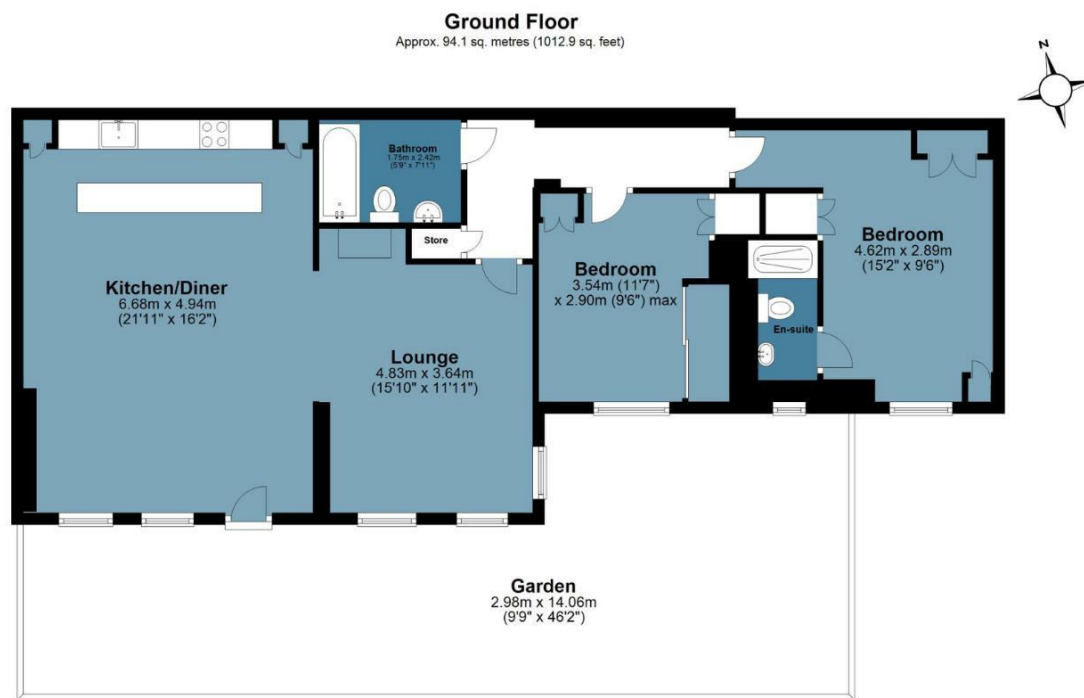 Ground Floor
Approx. 94.1 sq. metres (1012.9 sq. feet)
N
Bathroom
1.75m x 2.42m
(5'9" x 7'11")
Store
Kitchen/Diner
6.68m x 4.94m
(21'11" x 16'2")
Lounge
4.83m x 3.64m
(15'10" x 11'11")
Bedroom
3.54m (11'7")
x 2.90m (9'6") max
En-suite
Bedroom
4.62m x 2.89m
(15'2" x 9'6")
Garden
2.98m x 14.06m
(9'9" x 46'2")